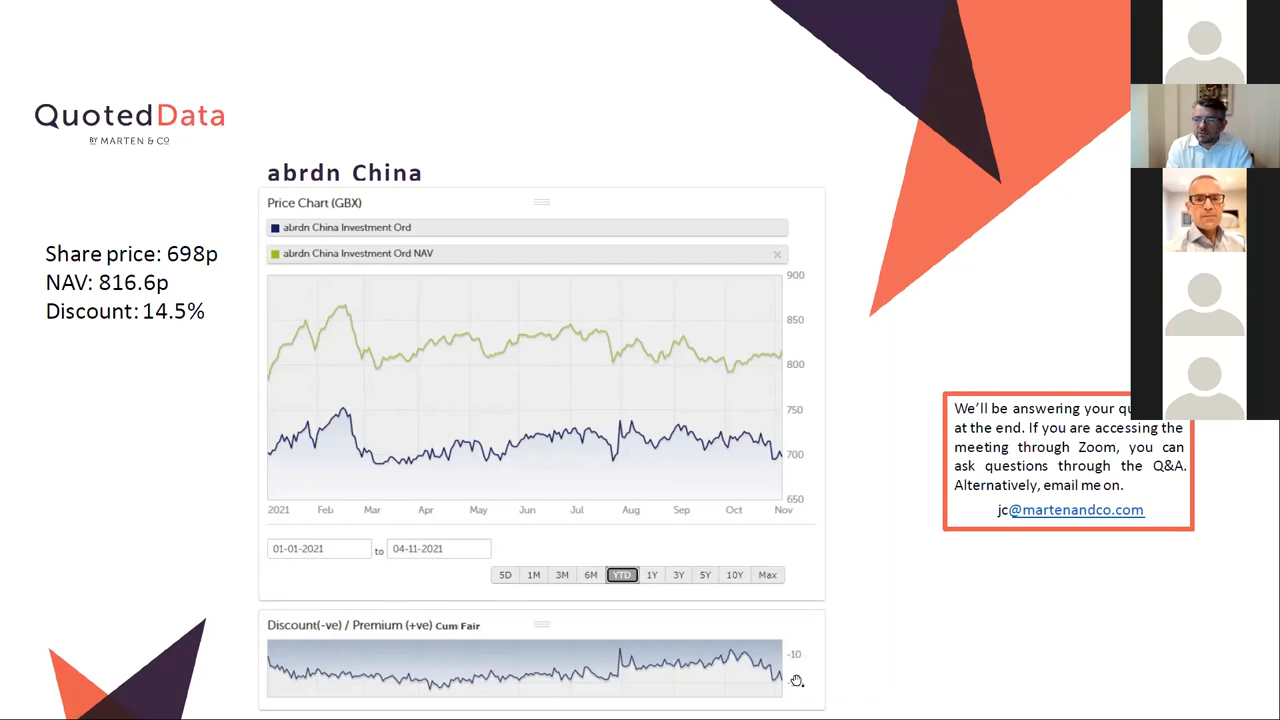 QuotedData
BY MARTEN & CO
abrdn China
Share price: 698p
NAV: 816.6p
Discount: 14.5%
Price Chart (GBX)
abrdn China Investment Ord
abrdn China Investment Ord NAV
900
850
800
750
700
650
2021 Feb Mar Apr May Jun Jul Aug Sep Oct Nov
01-01-2021 to 04-11-2021
5D 1M 3M 6M YTD 1Y 3Y 5Y 10Y Max
Discount(-ve) / Premium (+ve) Cum Fair
-10
We'll be answering your qu
at the end. If you are accessing the
meeting through Zoom, you can
ask questions through the Q&A.
Alternatively, email me on.
jc@martenandco.com